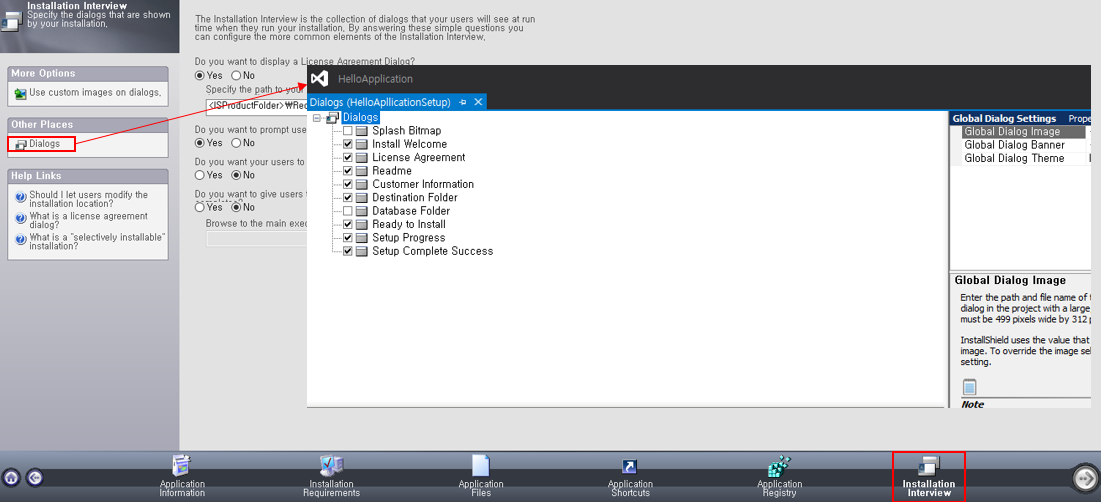 Installation Interview
Specify the dialogs that are shown
by your installation.
More Options
Use custom images on dialogs.
Other Places
Dialogs
Help Links
Should I let users modify the
installation location?
What is a license agreement
dialog?
What is a "selectively installable"
installation?
The Installation Interview is the collection of dialogs that your users will see at run
time when they run your installation. By answering these simple questions you
can configure the more common elements of the Installation Interview.
Do you want to display a License Agreement Dialog?
Yes No
Specify the path to your
<ISProductFolder>₩Red
Do you want to prompt use
Yes No
Do you want your users to
Yes No
Do you want to give users
Yes No
Browse to the main exec
HelloApplication
Dialogs (HelloApllicationSetup)
Dialogs
Splash Bitmap
Install Welcome
License Agreement
Readme
Customer Information
Destination Folder
Database Folder
Ready to Install
Setup Progress
Setup Complete Success
Global Dialog Settings Prope
Global Dialog Image
Global Dialog Banner
Global Dialog Theme
Global Dialog Image
Enter the path and file name of
dialog in the project with a large
must be 499 pixels wide by 312
InstallShield uses the value that
image. To override the image sel
setting.
Note
Application
Information
Installation
Requirements
Application
Files
Application
Shortcuts
Application
Registry
Installation
Interview